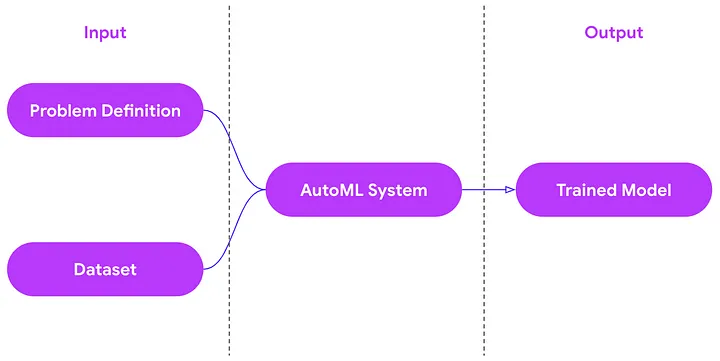 Input
Output
Problem Definition
AutoML System
Trained Model
Dataset